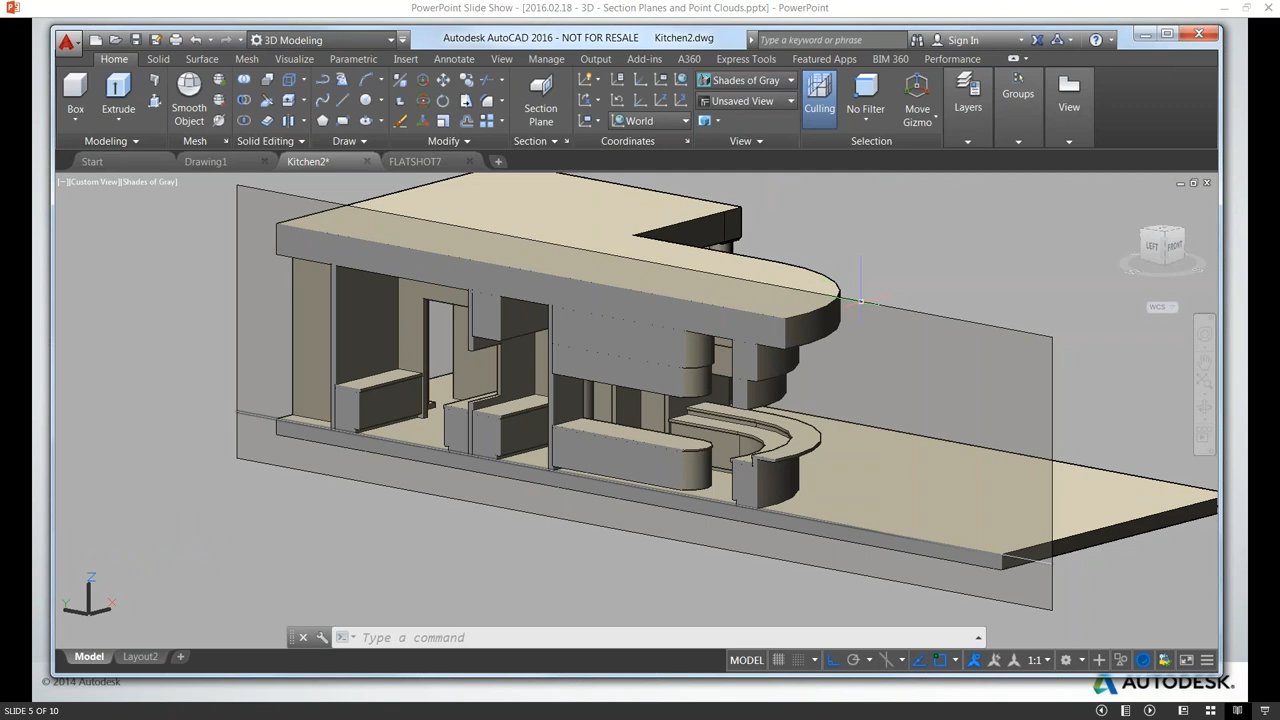 PowerPoint Slide Show - [2016.02.18 - 3D - Section Planes and Point Clouds.pptx] - PowerPoint
3D Modeling
Autodesk AutoCAD 2016 - NOT FOR RESALE Kitchen2.dwg
Type a keyword or phrase
Sign In
Home Solid Surface Mesh Visualize Parametric Insert Annotate View Manage Output Add-ins A360 Express Tools Featured Apps BIM 360 Performance
Box
Extrude
Smooth
Object
Section
Plane
Shades of Gray
Unsaved View
World
Culling
No Filter
Move
Gizmo
Layers
Groups
View
Modeling Mesh Solid Editing Draw Modify Section Coordinates View Selection
Start Drawing1 Kitchen2* FLATSHOT7
[−][Custom View][Shades of Gray]
LEFT FRONT
WCS
Z
Y X
Type a command
Model Layout2
MODEL 1:1
© 2014 Autodesk
AUTODESK.
SLIDE 5 OF 10